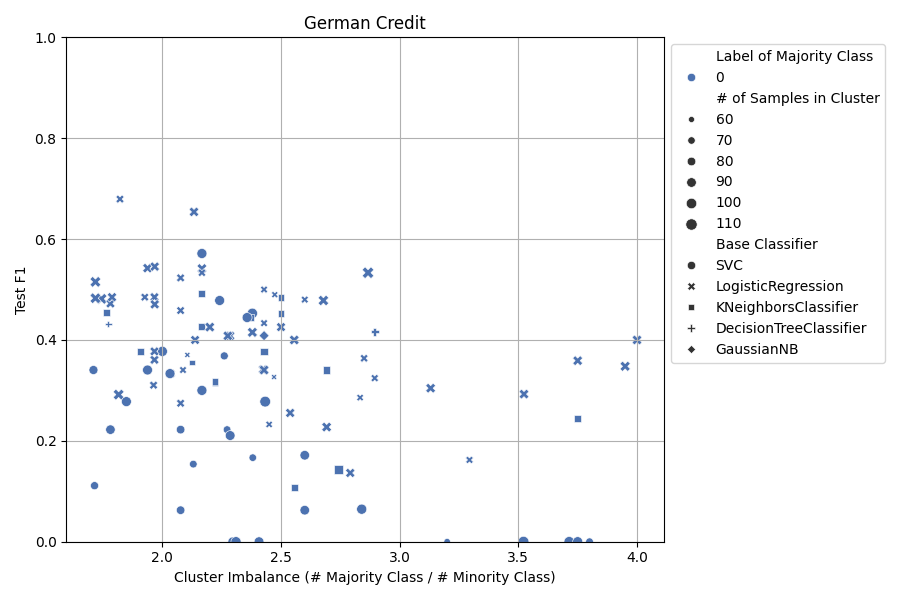 German Credit
1.0
0.8
0.6
0.4
0.2
0.0
Test F1
2.0 2.5 3.0 3.5 4.0
Cluster Imbalance (# Majority Class / # Minority Class)
Label of Majority Class
0
# of Samples in Cluster
60
70
80
90
100
110
Base Classifier
SVC
LogisticRegression
KNeighborsClassifier
DecisionTreeClassifier
GaussianNB